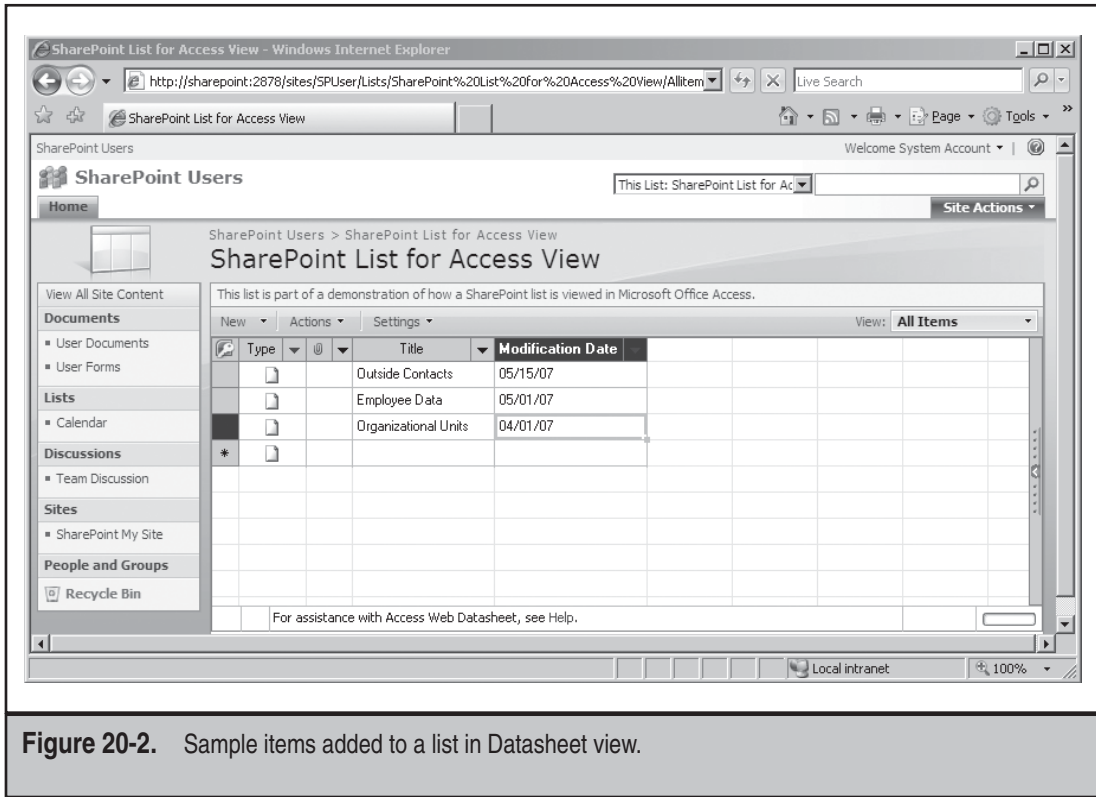 SharePoint List for Access View - Windows Internet Explorer
http://sharepoint:2878/sites/SPUser/Lists/SharePoint%20List%20for%20Access%20View/Allitem
Live Search
SharePoint List for Access View
Page
Tools
SharePoint Users
Welcome System Account
SharePoint Users
This List: SharePoint List for Ac
Home
Site Actions
SharePoint Users > SharePoint List for Access View
SharePoint List for Access View
View All Site Content
This list is part of a demonstration of how a SharePoint list is viewed in Microsoft Office Access.
Documents
User Documents
User Forms
Lists
Calendar
Discussions
Team Discussion
Sites
SharePoint My Site
People and Groups
Recycle Bin
New Actions Settings View: All Items
Type Title Modification Date
Outside Contacts 05/15/07
Employee Data 05/01/07
Organizational Units 04/01/07
*
For assistance with Access Web Datasheet, see Help.
Local intranet 100%
Figure 20-2. Sample items added to a list in Datasheet view.